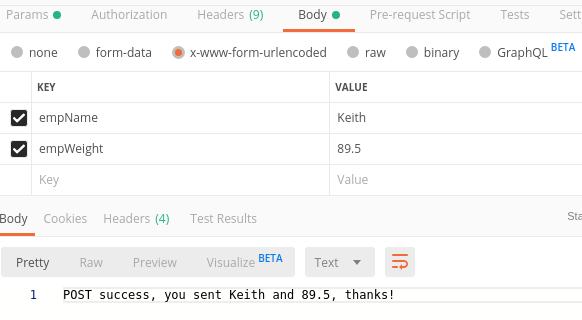 Params Authorization Headers (9) Body Pre-request Script Tests Sett
none form-data x-www-form-urlencoded raw binary GraphQL BETA
KEY VALUE
empName Keith
empWeight 89.5
Key Value
Body Cookies Headers (4) Test Results Sta
Pretty Raw Preview Visualize BETA Text
1 POST success, you sent Keith and 89.5, thanks!